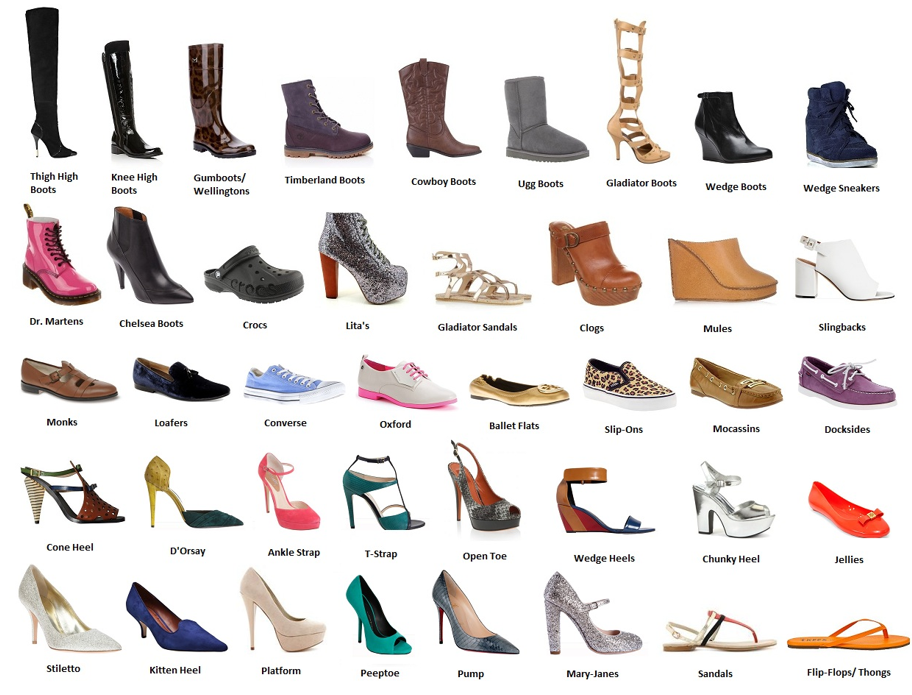 Thigh High
Boots
Knee High
Boots
Gumboots/
Wellingtons
Timberland Boots
Cowboy Boots
Ugg Boots
Gladiator Boots
Wedge Boots
Wedge Sneakers
Dr. Martens
Chelsea Boots
crocs
Crocs
Lita's
Gladiator Sandals
Clogs
Mules
Slingbacks
Monks
Loafers
Converse
Oxford
Ballet Flats
Slip-Ons
Mocassins
Docksides
Cone Heel
D'Orsay
Ankle Strap
T-Strap
Open Toe
Wedge Heels
Chunky Heel
Jellies
Stiletto
Kitten Heel
Platform
Peeptoe
Pump
Mary-Janes
Sandals
Flip-Flops/ Thongs